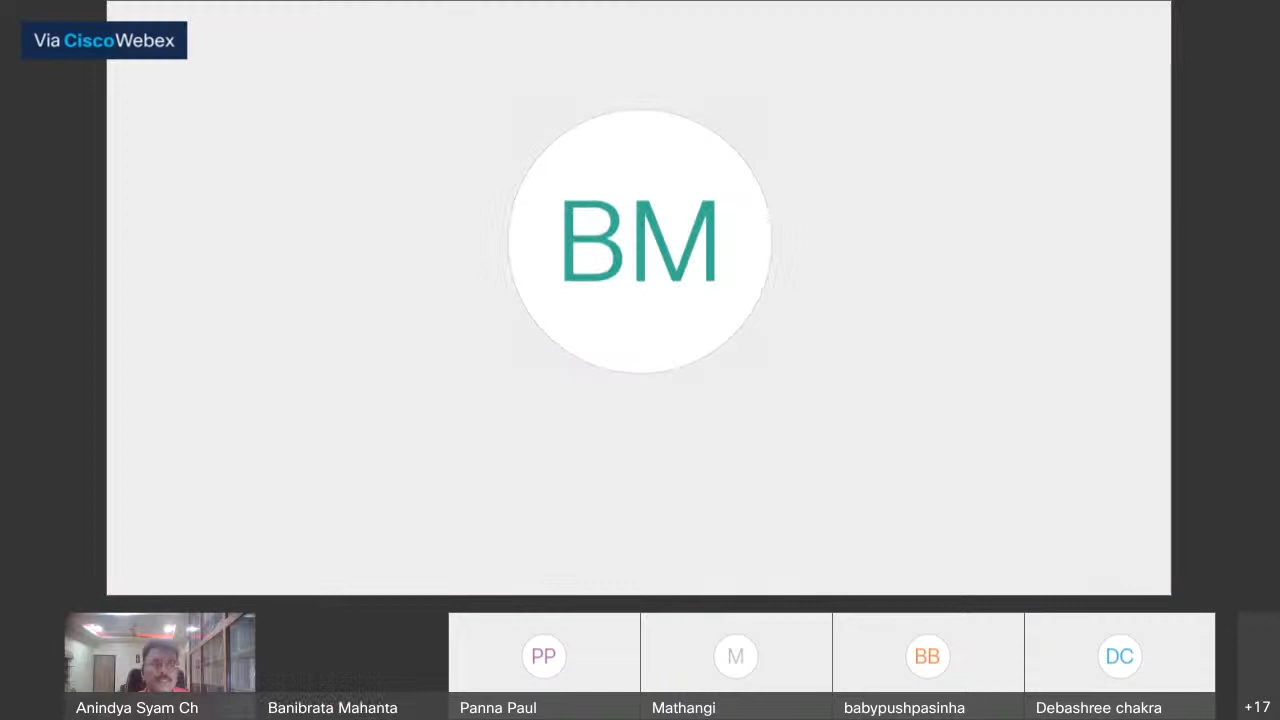 Via CiscoWebex
BM
PP
M
BB
DC
Anindya Syam Ch
Banibrata Mahanta
Panna Paul
Mathangi
babypushpasinha
Debashree chakra
+17